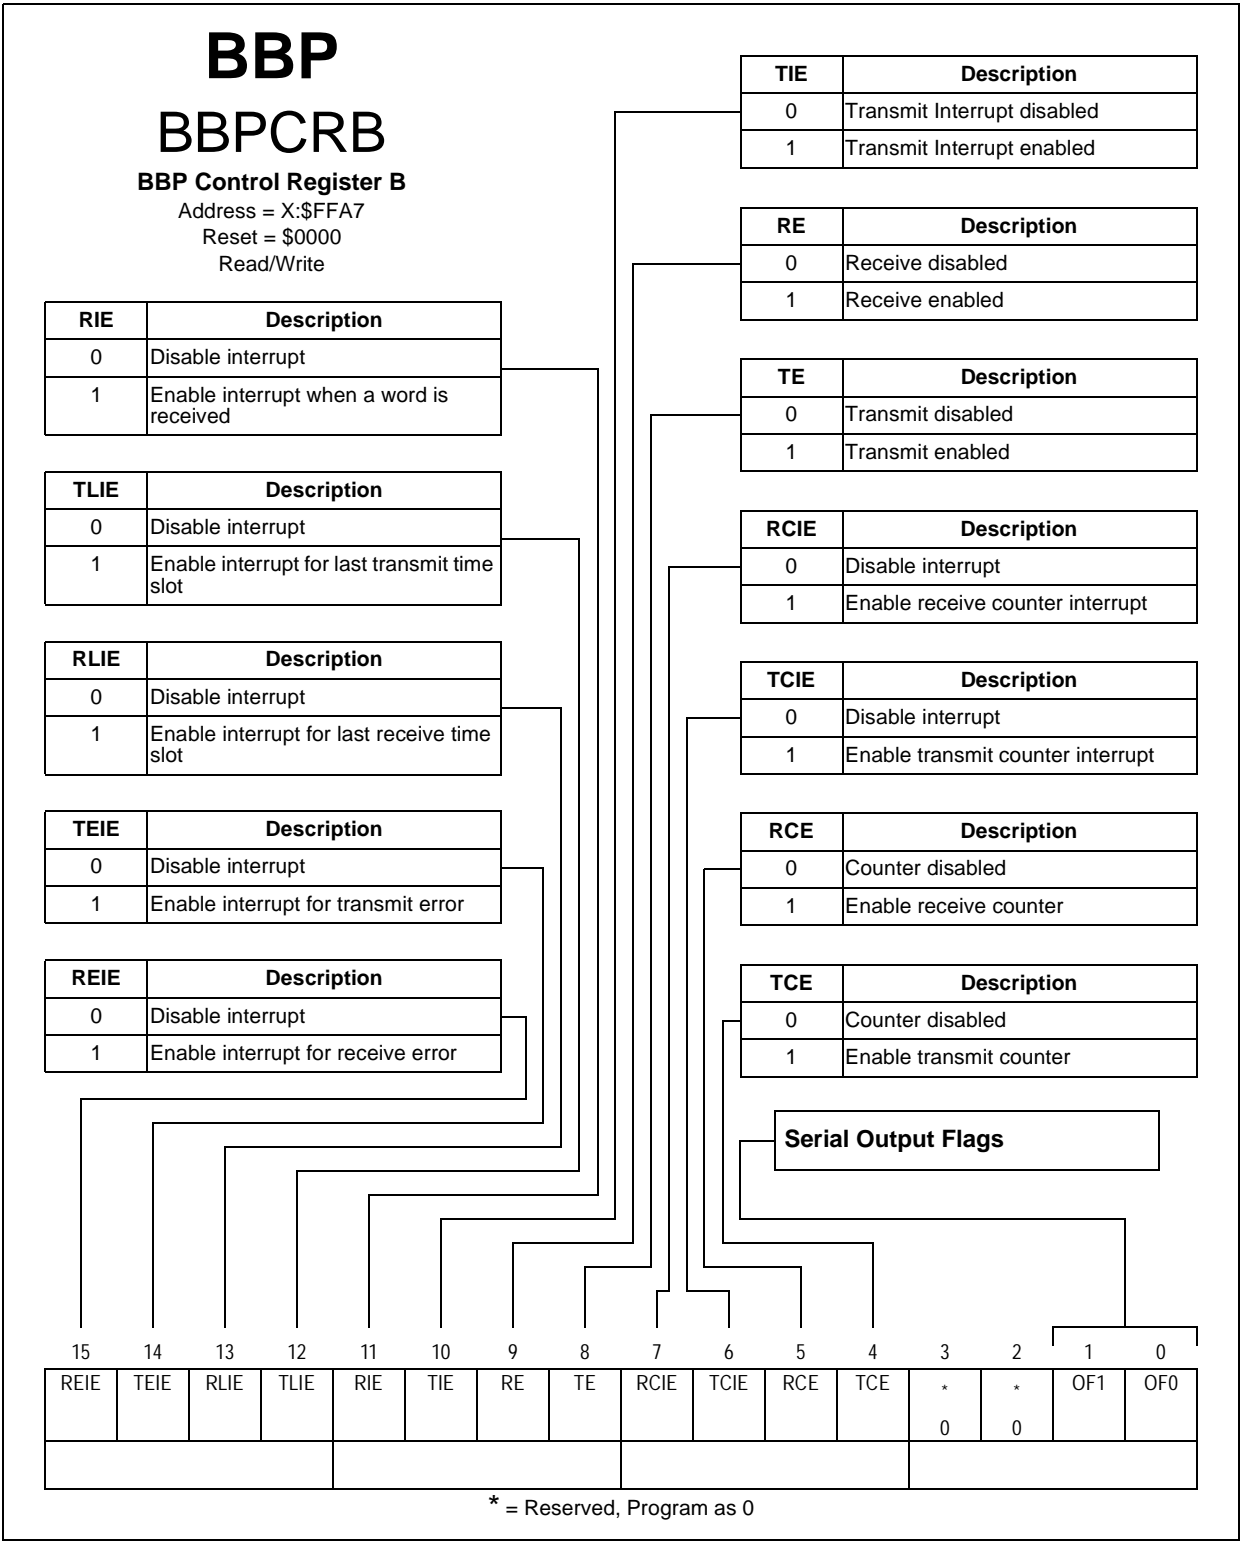 BBP
BBPCRB
BBP Control Register B
Address = X:$FFA7
Reset = $0000
Read/Write
RIE Description
0 Disable interrupt
1 Enable interrupt when a word is
received
TLIE Description
0 Disable interrupt
1 Enable interrupt for last transmit time
slot
RLIE Description
0 Disable interrupt
1 Enable interrupt for last receive time
slot
TEIE Description
0 Disable interrupt
1 Enable interrupt for transmit error
REIE Description
0 Disable interrupt
1 Enable interrupt for receive error
TIE Description
0 Transmit Interrupt disabled
1 Transmit Interrupt enabled
RE Description
0 Receive disabled
1 Receive enabled
TE Description
0 Transmit disabled
1 Transmit enabled
RCIE Description
0 Disable interrupt
1 Enable receive counter interrupt
TCIE Description
0 Disable interrupt
1 Enable transmit counter interrupt
RCE Description
0 Counter disabled
1 Enable receive counter
TCE Description
0 Counter disabled
1 Enable transmit counter
Serial Output Flags
15 14 13 12 11 10 9 8 7 6 5 4 3 2 1 0
REIE TEIE RLIE TLIE RIE TIE RE TE RCIE TCIE RCE TCE * * OF1 OF0
0 0
* = Reserved, Program as 0